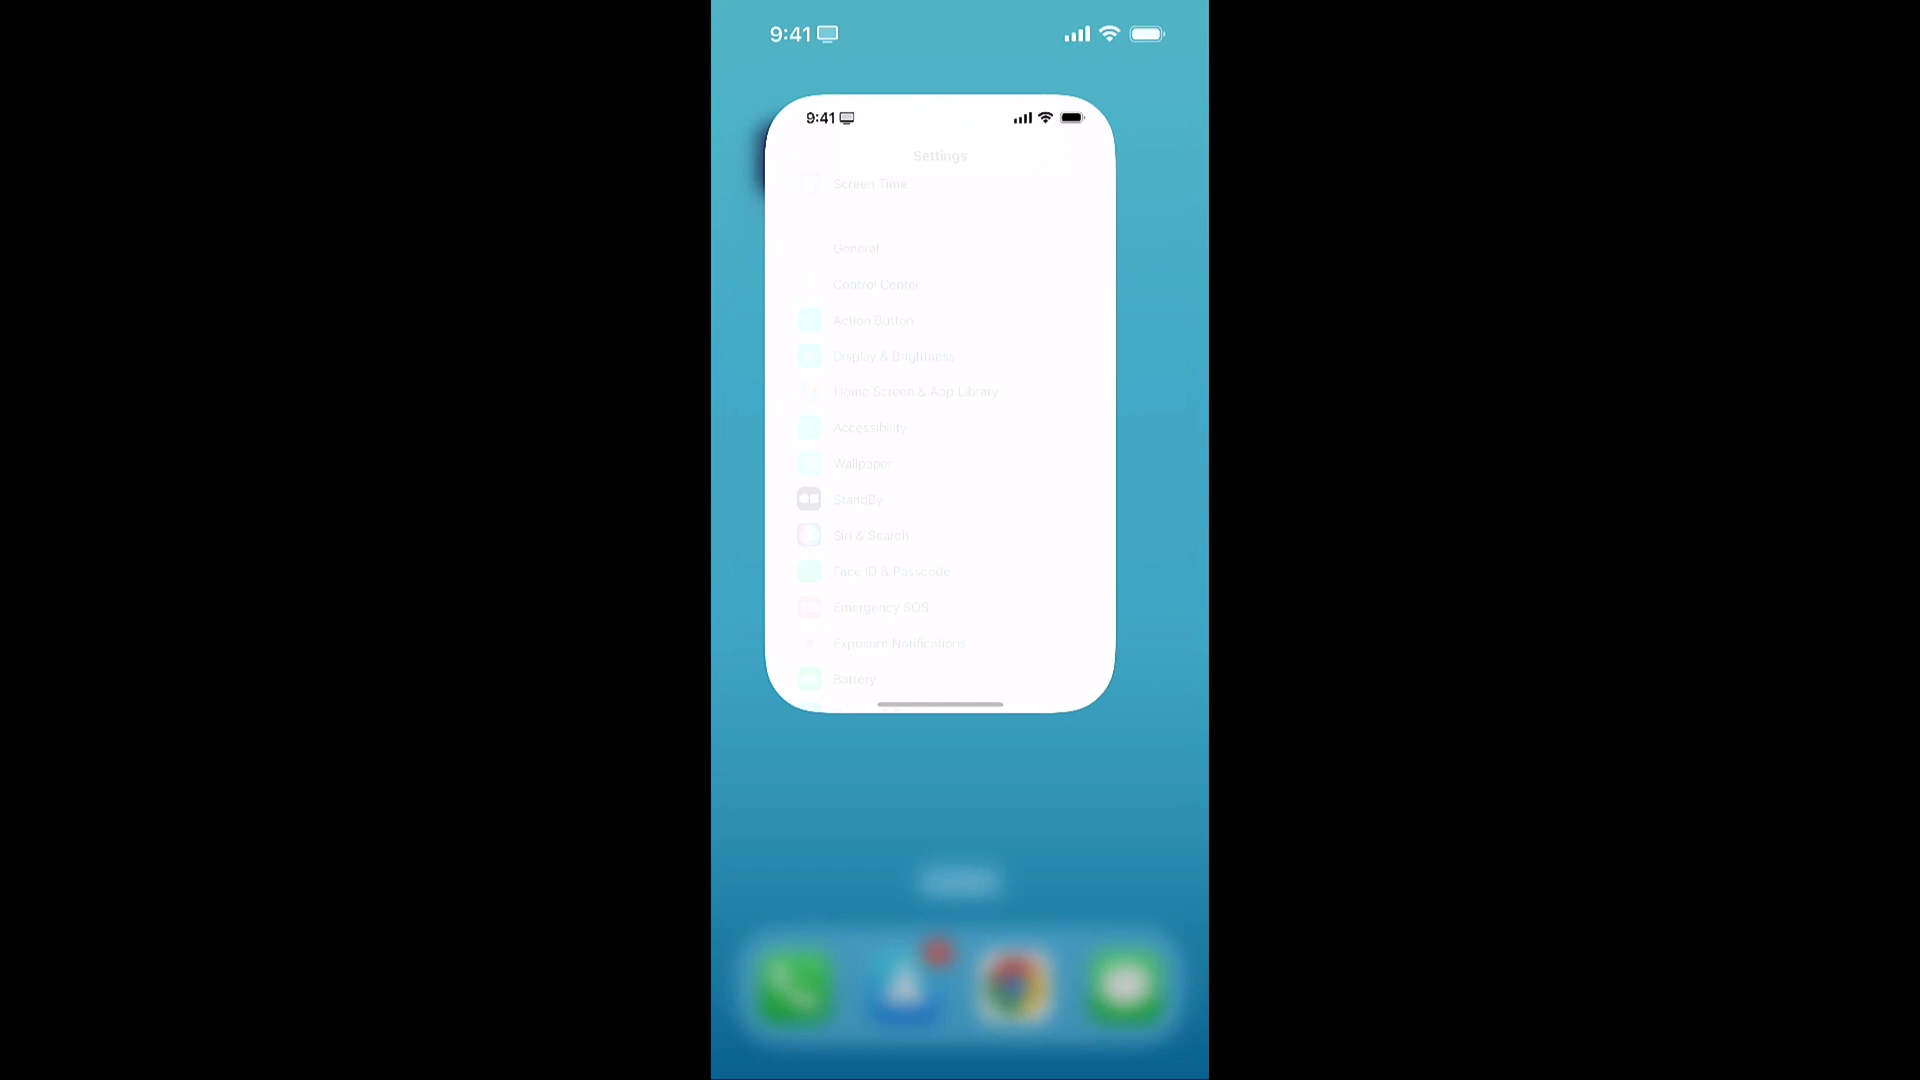 9:41
9:41
Settings
Screen Time
General
Control Center
Action Button
Display & Brightness
Home Screen & App Library
Accessibility
Wallpaper
StandBy
Siri & Search
Face ID & Passcode
Emergency SOS
Exposure Notifications
Battery